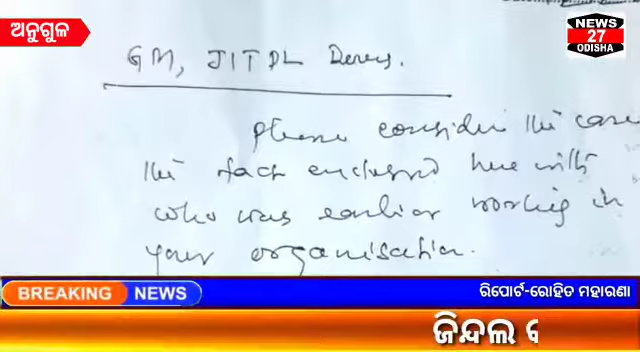 ଅନୁଗୁଳ
NEWS
27
ODISHA
GM, JITPL Derang.
Please consider the case
the fact enclosed here with
who was earlier working in
your organisation.
BREAKING NEWS
ରିପୋର୍ଟ-ରୋହିତ ମହାରଣା
ଜିନ୍ଦଲ